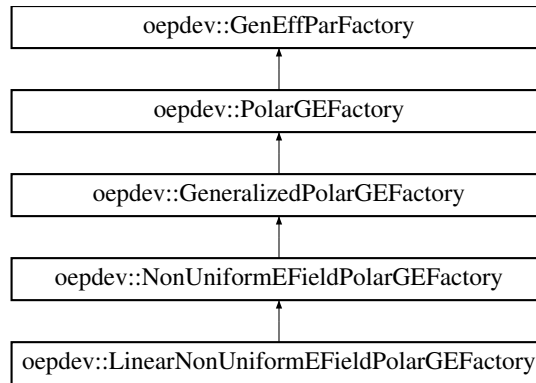 oepdev::GenEffParFactory
oepdev::PolarGEFactory
oepdev::GeneralizedPolarGEFactory
oepdev::NonUniformEFieldPolarGEFactory
oepdev::LinearNonUniformEFieldPolarGEFactory